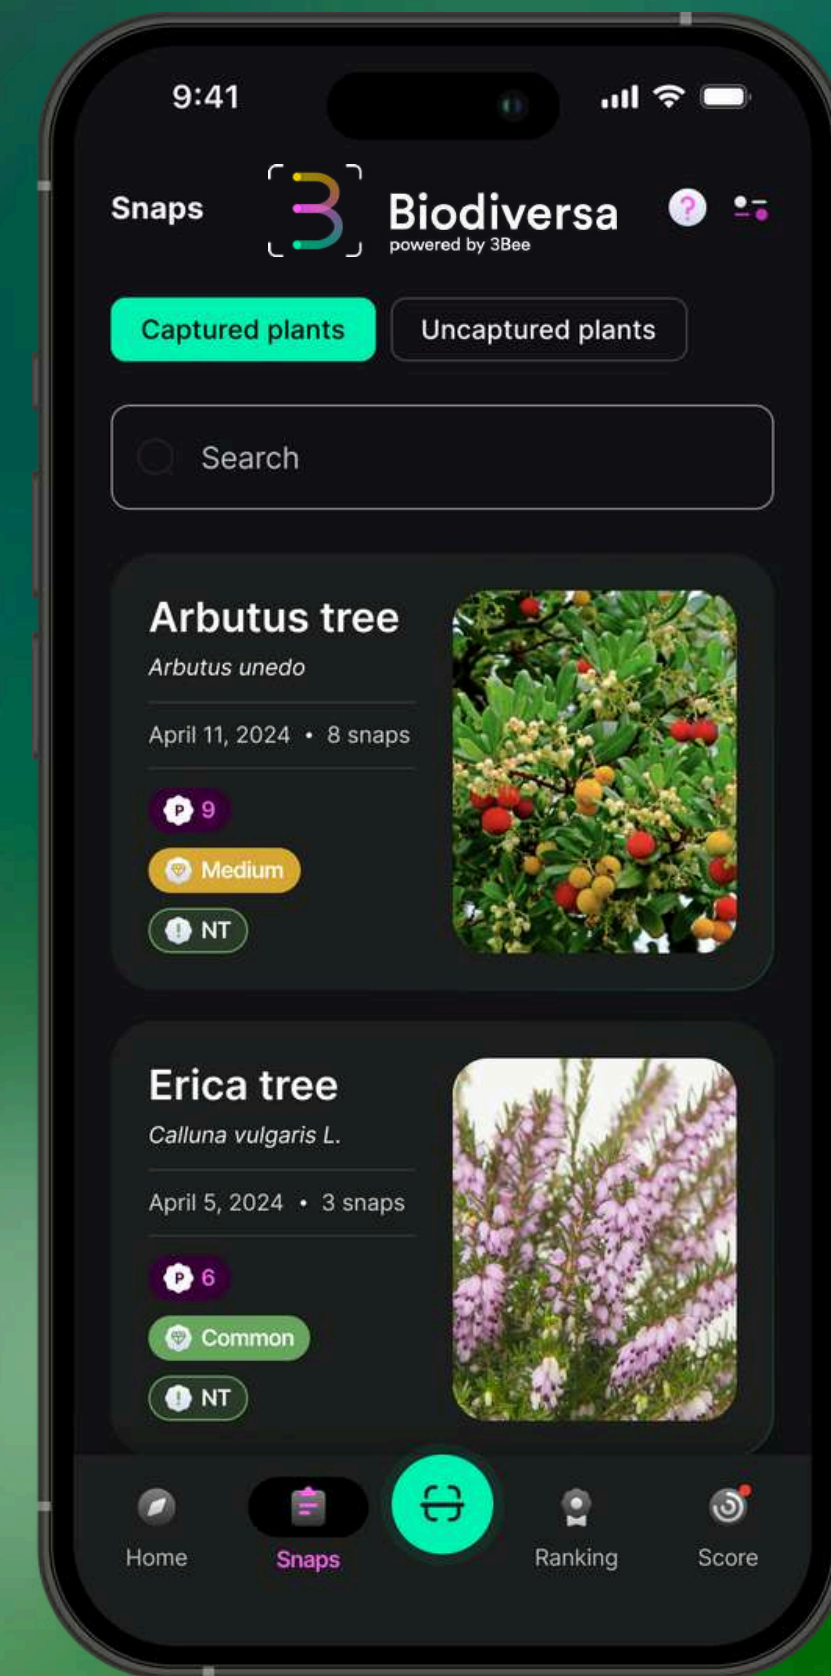 9:41
Snaps
Biodiversa
powered by 3Bee
?
Captured plants
Uncaptured plants
Search
Arbutus tree
Arbutus unedo
April 11, 2024 • 8 snaps
P 9
Medium
! NT
Erica tree
Calluna vulgaris L.
April 5, 2024 • 3 snaps
P 6
Common
! NT
Home
Snaps
Ranking
Score